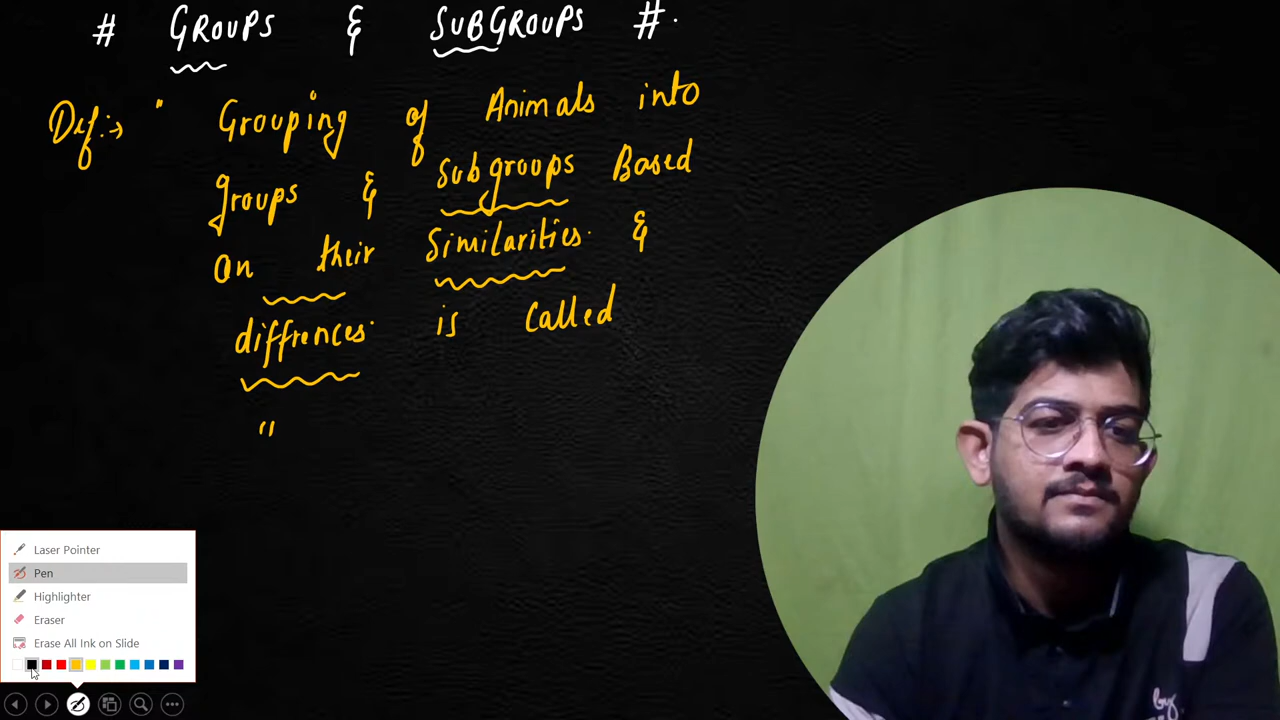 # GROUPS & SUBGROUPS #.
Def:→ " Grouping of Animals into
groups & Subgroups Based
On their Similarities &
diffrences is Called
"
Laser Pointer
Pen
Highlighter
Eraser
Erase All Ink on Slide
by